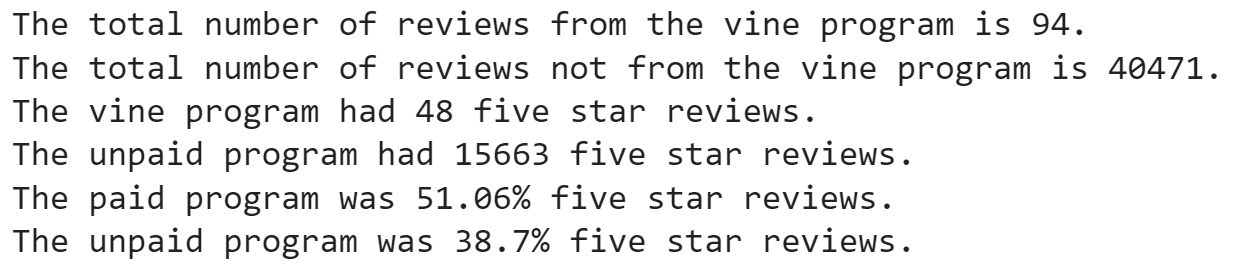 The total number of reviews from the vine program is 94.
The total number of reviews not from the vine program is 40471.
The vine program had 48 five star reviews.
The unpaid program had 15663 five star reviews.
The paid program was 51.06% five star reviews.
The unpaid program was 38.7% five star reviews.